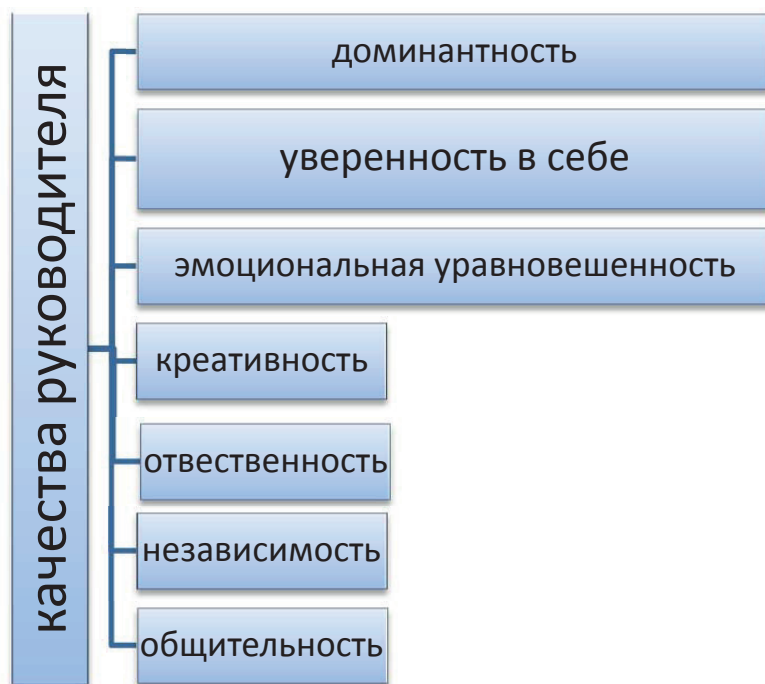 качества руководителя
доминантность
уверенность в себе
эмоциональная уравновешенность
креативность
отвественность
независимость
общительность